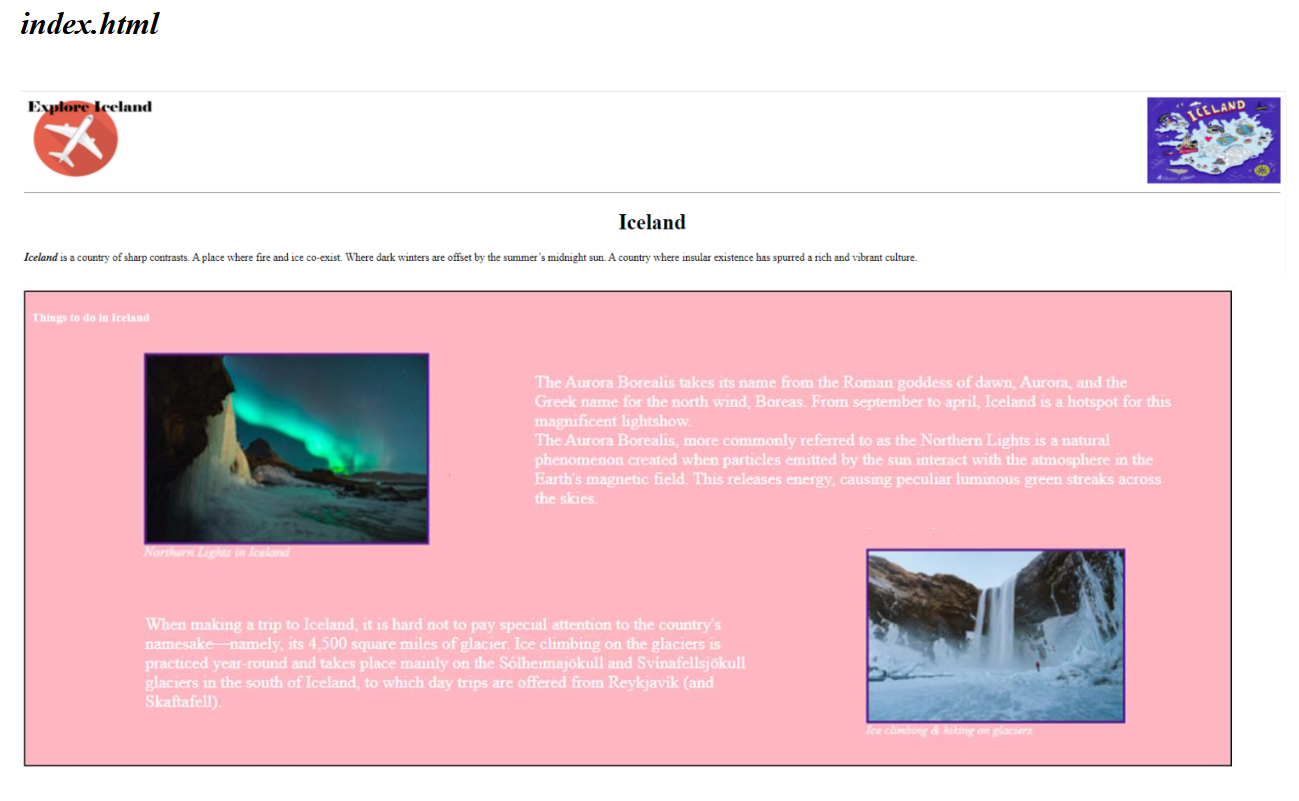 index.html
Explore Iceland
ICELAND
Iceland
Iceland is a country of sharp contrasts. A place where fire and ice co-exist. Where dark winters are offset by the summer's midnight sun. A country where insular existence has spurred a rich and vibrant culture.
Things to do in Iceland
The Aurora Borealis takes its name from the Roman goddess of dawn, Aurora, and the
Greek name for the north wind, Boreas. From september to april, Iceland is a hotspot for this
magnificent lightshow.
The Aurora Borealis, more commonly referred to as the Northern Lights is a natural
phenomenon created when particles emitted by the sun interact with the atmosphere in the
Earth's magnetic field. This releases energy, causing peculiar luminous green streaks across
the skies.
Northern Lights in Iceland
When making a trip to Iceland, it is hard not to pay special attention to the country's
namesake—namely, its 4,500 square miles of glacier. Ice climbing on the glaciers is
practiced year-round and takes place mainly on the Sólheimajökull and Svínafellsjökull
glaciers in the south of Iceland, to which day trips are offered from Reykjavík (and
Skaftafell).
Ice climbing & hiking on glaciers